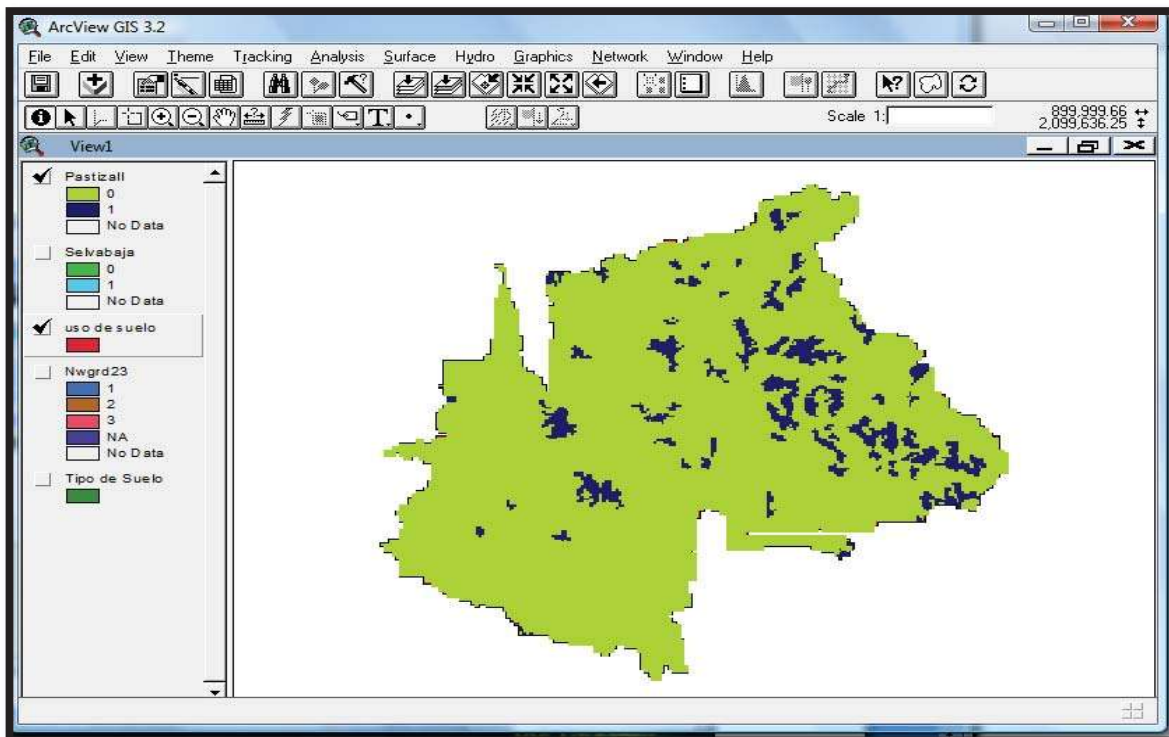 ArcView GIS 3.2
File Edit View Theme Tracking Analysis Surface Hydro Graphics Network Window Help
T
Scale 1:
899,999.66
2,099,636.25
View1
Pastizall
0
1
No Data
Selvabaja
0
1
No Data
uso de suelo
Nwgrd23
1
2
3
NA
No Data
Tipo de Suelo